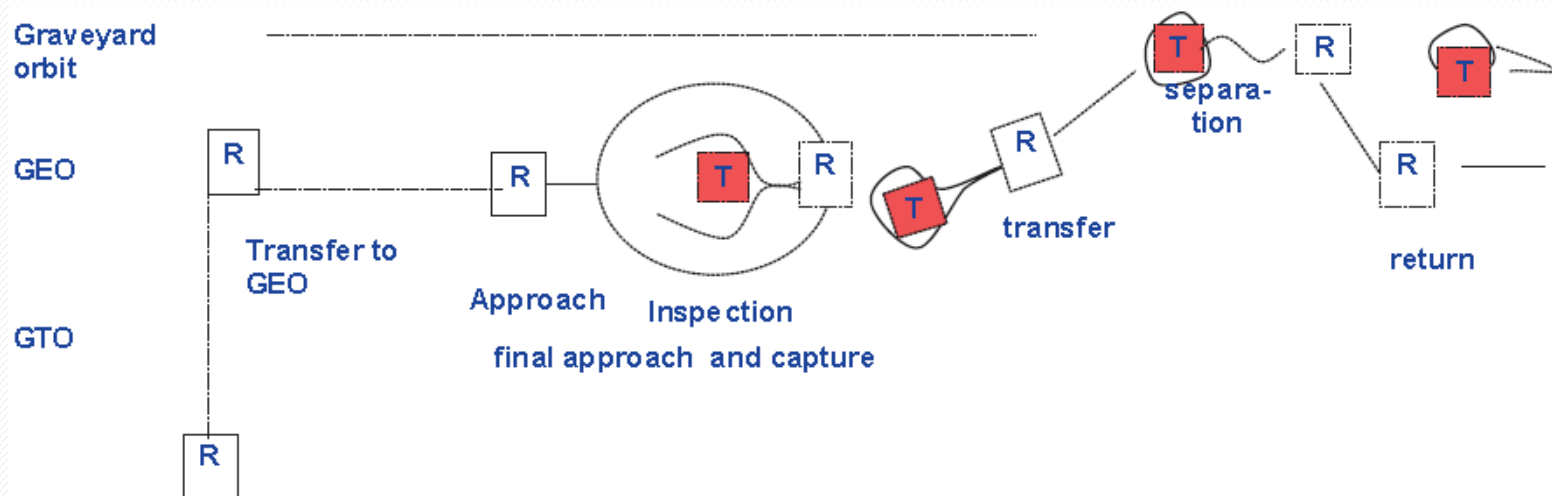 Graveyard
orbit
T
R
T
separa-
tion
R
GEO
R
T
R
T
R
R
transfer
Transfer to
GEO
return
Approach
Inspection
GTO
final approach and capture
R